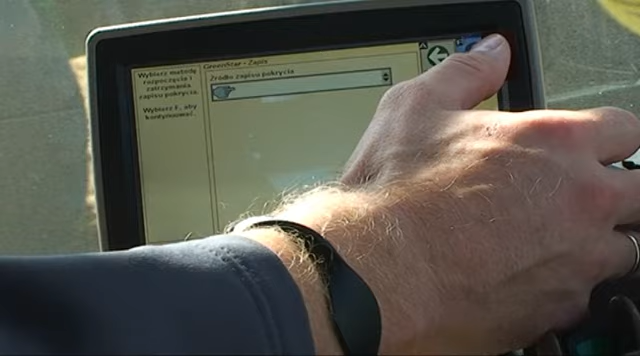 GreenStar - Zapis
Wybierz metodę
rozpoczęcia i
zatrzymania
zapisu pokrycia.
Wybierz F, aby
kontynuować.
Źródło zapisu pokrycia
A